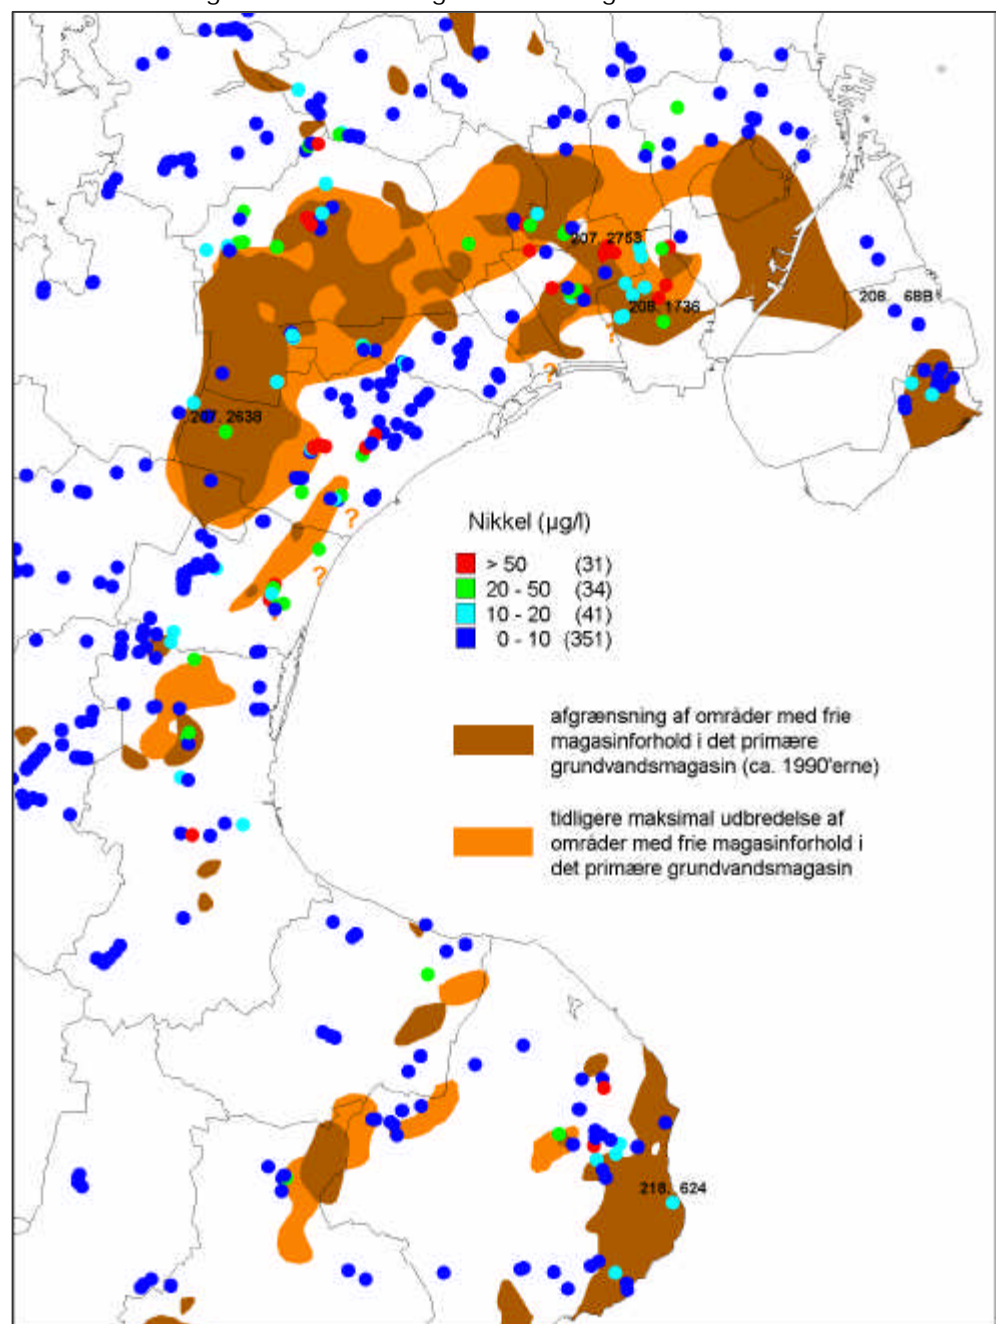 207. 2753
208. 1736
208. 68B
?
?
207. 2638
?
?
Nikkel (µg/l)
> 50 (31)
20 - 50 (34)
10 - 20 (41)
0 - 10 (351)
afgrænsning af områder med frie
magasinforhold i det primære
grundvandsmagasin (ca. 1990'erne)
tidligere maksimal udbredelse af
områder med frie magasinforhold i
det primære grundvandsmagasin
218. 624